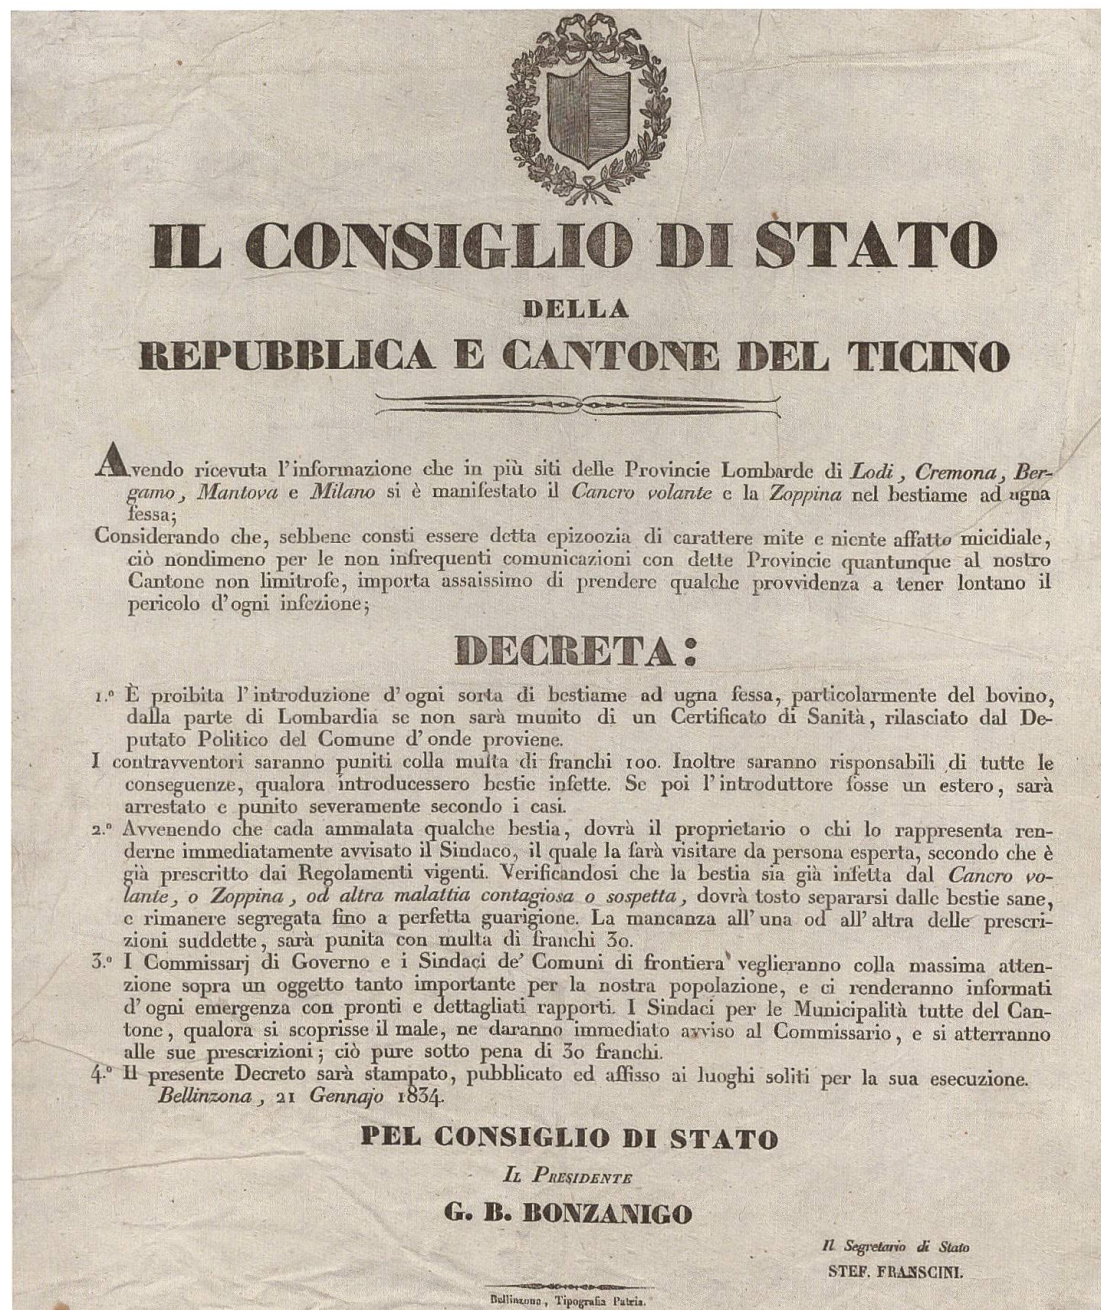 IL CONSIGLIO DI STATO
DELLA
REPUBBLICA E CANTONE DEL TICINO
Avendo ricevuta l'informazione che in più siti delle Provincie Lombarde di Lodi, Cremona, Ber-
gamo, Mantova e Milano si è manifestato il Cancro volante e la Zoppina nel bestiame ad ugna
fessa;
Considerando che, sebbene consti essere detta epizoozia di carattere mite e niente affatto micidiale,
ciò nondimeno per le non infrequenti comunicazioni con dette Provincie quantunque al nostro
Cantone non limitrofe, importa assaissimo di prendere qualche provvidenza a tener lontano il
pericolo d'ogni infezione;
DECRETA:
1.º È proibita l'introduzione d'ogni sorta di bestiame ad ugna fessa, particolarmente del bovino,
dalla parte di Lombardia se non sarà munito di un Certificato di Sanità, rilasciato dal De-
putato Politico del Comune d'onde proviene.
I contravventori saranno puniti colla multa di franchi 100. Inoltre saranno risponsabili di tutte le
conseguenze, qualora introducessero bestie infette. Se poi l'introduttore fosse un estero, sarà
arrestato e punito severamente secondo i casi.
2.º Avvenendo che cada ammalata qualche bestia, dovrà il proprietario o chi lo rappresenta ren-
derne immediatamente avvisato il Sindaco, il quale la farà visitare da persona esperta, secondo che è
già prescritto dai Regolamenti vigenti. Verificandosi che la bestia sia già infetta dal Cancro vo-
lante, o Zoppina, od altra malattia contagiosa o sospetta, dovrà tosto separarsi dalle bestie sane,
e rimanere segregata fino a perfetta guarigione. La mancanza all'una od all'altra delle prescri-
zioni suddette, sarà punita con multa di franchi 30.
3.º I Commissarj di Governo e i Sindaci de' Comuni di frontiera veglieranno colla massima atten-
zione sopra un oggetto tanto importante per la nostra popolazione, e ci renderanno informati
d'ogni emergenza con pronti e dettagliati rapporti. I Sindaci per le Municipalità tutte del Can-
tone, qualora si scoprisse il male, ne daranno immediato avviso al Commissario, e si atterranno
alle sue prescrizioni; ciò pure sotto pena di 30 franchi.
4.º Il presente Decreto sarà stampato, pubblicato ed affisso ai luoghi soliti per la sua esecuzione.
Bellinzona, 21 Gennajo 1834.
PEL CONSIGLIO DI STATO
IL PRESIDENTE
G. B. BONZANIGO
Il Segretario di Stato
STEF. FRANSCINI.
Bellinzona, Tipografia Patria.